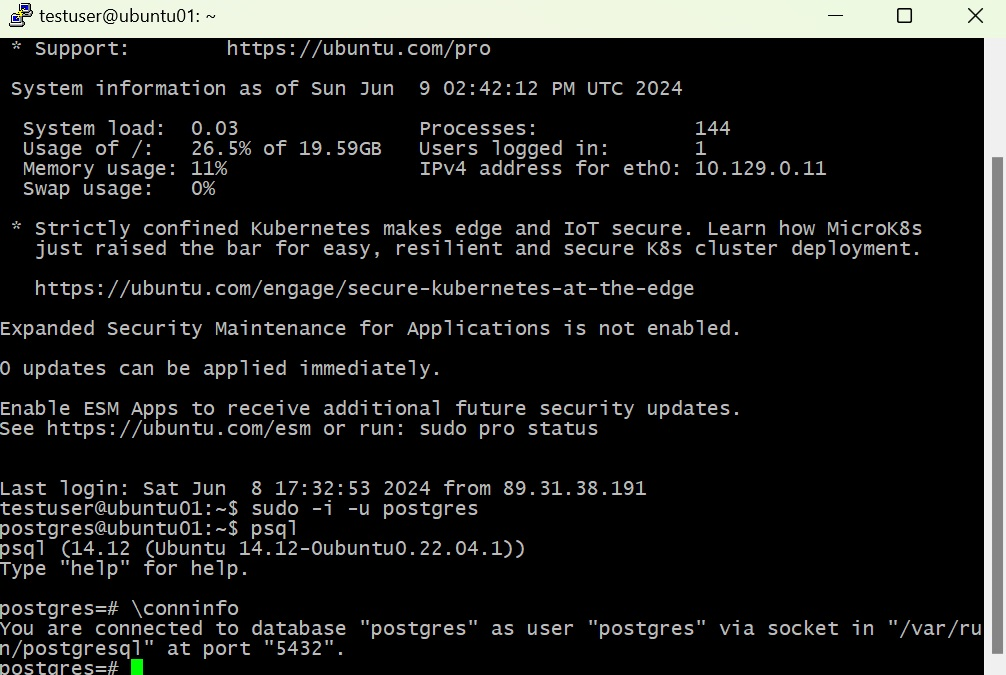 testuser@ubuntu01: ~
* Support:        https://ubuntu.com/pro
System information as of Sun Jun  9 02:42:12 PM UTC 2024
System load:  0.03               Processes:             144
Usage of /:   26.5% of 19.59GB   Users logged in:       1
Memory usage: 11%                IPv4 address for eth0: 10.129.0.11
Swap usage:   0%
* Strictly confined Kubernetes makes edge and IoT secure. Learn how MicroK8s
just raised the bar for easy, resilient and secure K8s cluster deployment.
https://ubuntu.com/engage/secure-kubernetes-at-the-edge
Expanded Security Maintenance for Applications is not enabled.
0 updates can be applied immediately.
Enable ESM Apps to receive additional future security updates.
See https://ubuntu.com/esm or run: sudo pro status
Last login: Sat Jun  8 17:32:53 2024 from 89.31.38.191
testuser@ubuntu01:~$ sudo -i -u postgres
postgres@ubuntu01:~$ psql
psql (14.12 (Ubuntu 14.12-0ubuntu0.22.04.1))
Type "help" for help.
postgres=# \conninfo
You are connected to database "postgres" as user "postgres" via socket in "/var/ru
n/postgresql" at port "5432".
postgres=#